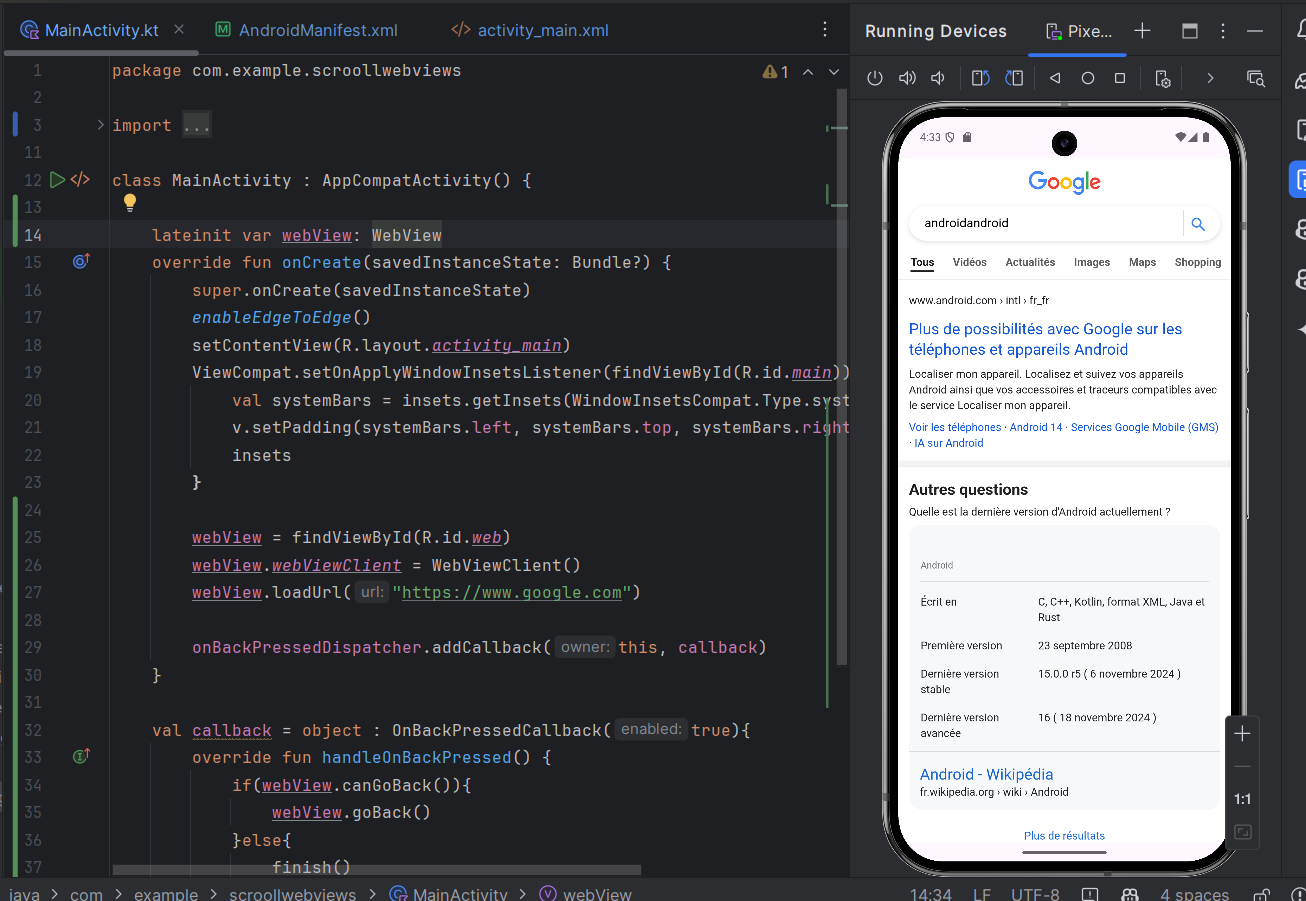 MainActivity.kt
AndroidManifest.xml
activity_main.xml
1 package com.example.scroollwebviews
1
2
3 import ...
11
12 class MainActivity : AppCompatActivity() {
13
14 lateinit var webView: WebView
15 override fun onCreate(savedInstanceState: Bundle?) {
16 super.onCreate(savedInstanceState)
17 enableEdgeToEdge()
18 setContentView(R.layout.activity_main)
19 ViewCompat.setOnApplyWindowInsetsListener(findViewById(R.id.main))
20 val systemBars = insets.getInsets(WindowInsetsCompat.Type.syst
21 v.setPadding(systemBars.left, systemBars.top, systemBars.right
22 insets
23 }
24
25 webView = findViewById(R.id.web)
26 webView.webViewClient = WebViewClient()
27 webView.loadUrl( url: "https://www.google.com")
28
29 onBackPressedDispatcher.addCallback( owner: this, callback)
30 }
31
32 val callback = object : OnBackPressedCallback( enabled: true){
33 override fun handleOnBackPressed() {
34 if(webView.canGoBack()){
35 webView.goBack()
36 }else{
37 finish()
java > com > example > scroollwebviews > MainActivity > webView
14:34 LF UTF-8 4 spaces
Running Devices
Pixe...
4:33
Google
androidandroid
Tous Vidéos Actualités Images Maps Shopping
www.android.com › intl › fr_fr
Plus de possibilités avec Google sur les
téléphones et appareils Android
Localiser mon appareil. Localisez et suivez vos appareils
Android ainsi que vos accessoires et traceurs compatibles avec
le service Localiser mon appareil.
Voir les téléphones · Android 14 · Services Google Mobile (GMS)
· IA sur Android
Autres questions
Quelle est la dernière version d'Android actuellement ?
Android
Écrit en C, C++, Kotlin, format XML, Java et
Rust
Première version 23 septembre 2008
Dernière version 15.0.0 r5 ( 6 novembre 2024 )
stable
Dernière version 16 ( 18 novembre 2024 )
avancée
Android - Wikipédia
fr.wikipedia.org › wiki › Android
Plus de résultats
1:1